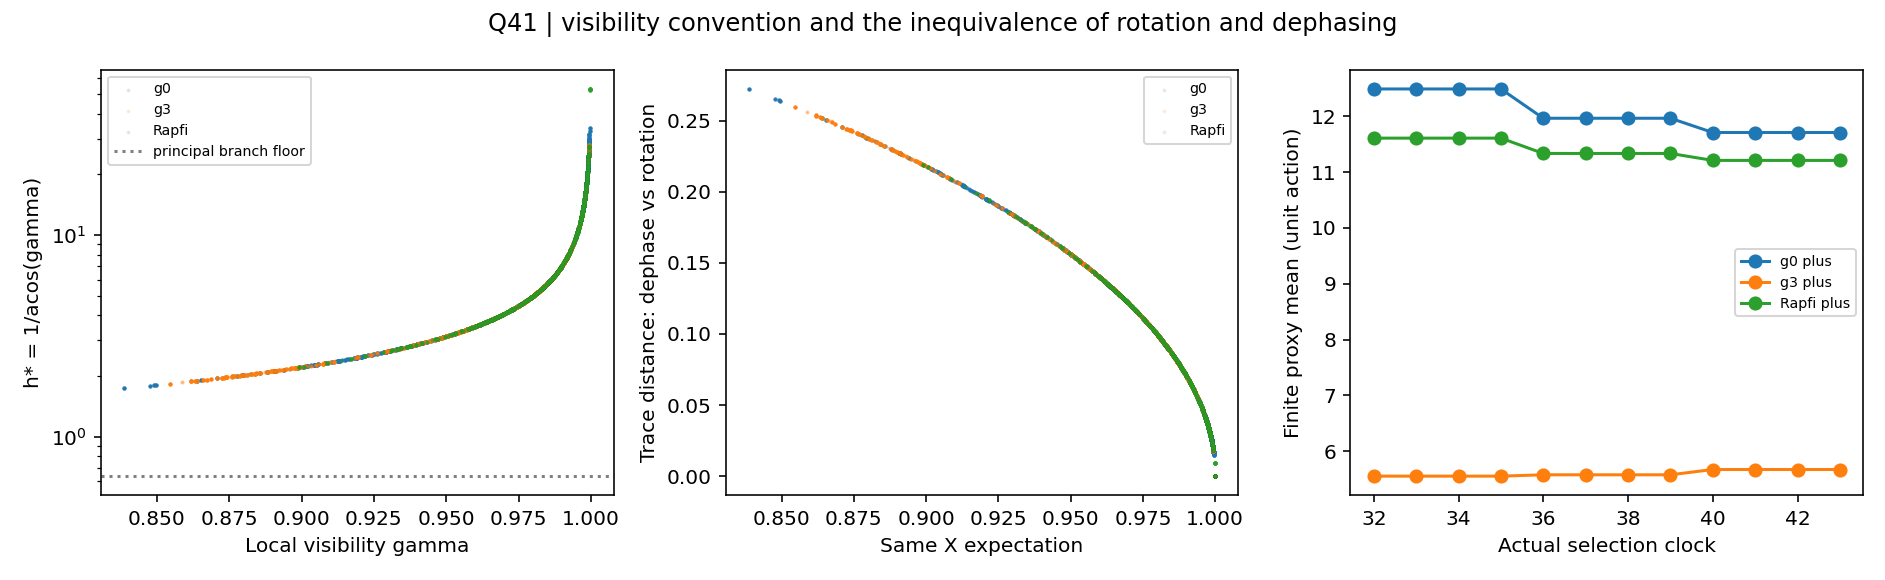 Q41 | visibility convention and the inequivalence of rotation and dephasing
h* = 1/acos(gamma)
10¹
10⁰
g0
g3
Rapfi
principal branch floor
0.850 0.875 0.900 0.925 0.950 0.975 1.000
Local visibility gamma
Trace distance: dephase vs rotation
0.25
0.20
0.15
0.10
0.05
0.00
g0
g3
Rapfi
0.850 0.875 0.900 0.925 0.950 0.975 1.000
Same X expectation
Finite proxy mean (unit action)
12
11
10
9
8
7
6
g0 plus
g3 plus
Rapfi plus
32 34 36 38 40 42
Actual selection clock